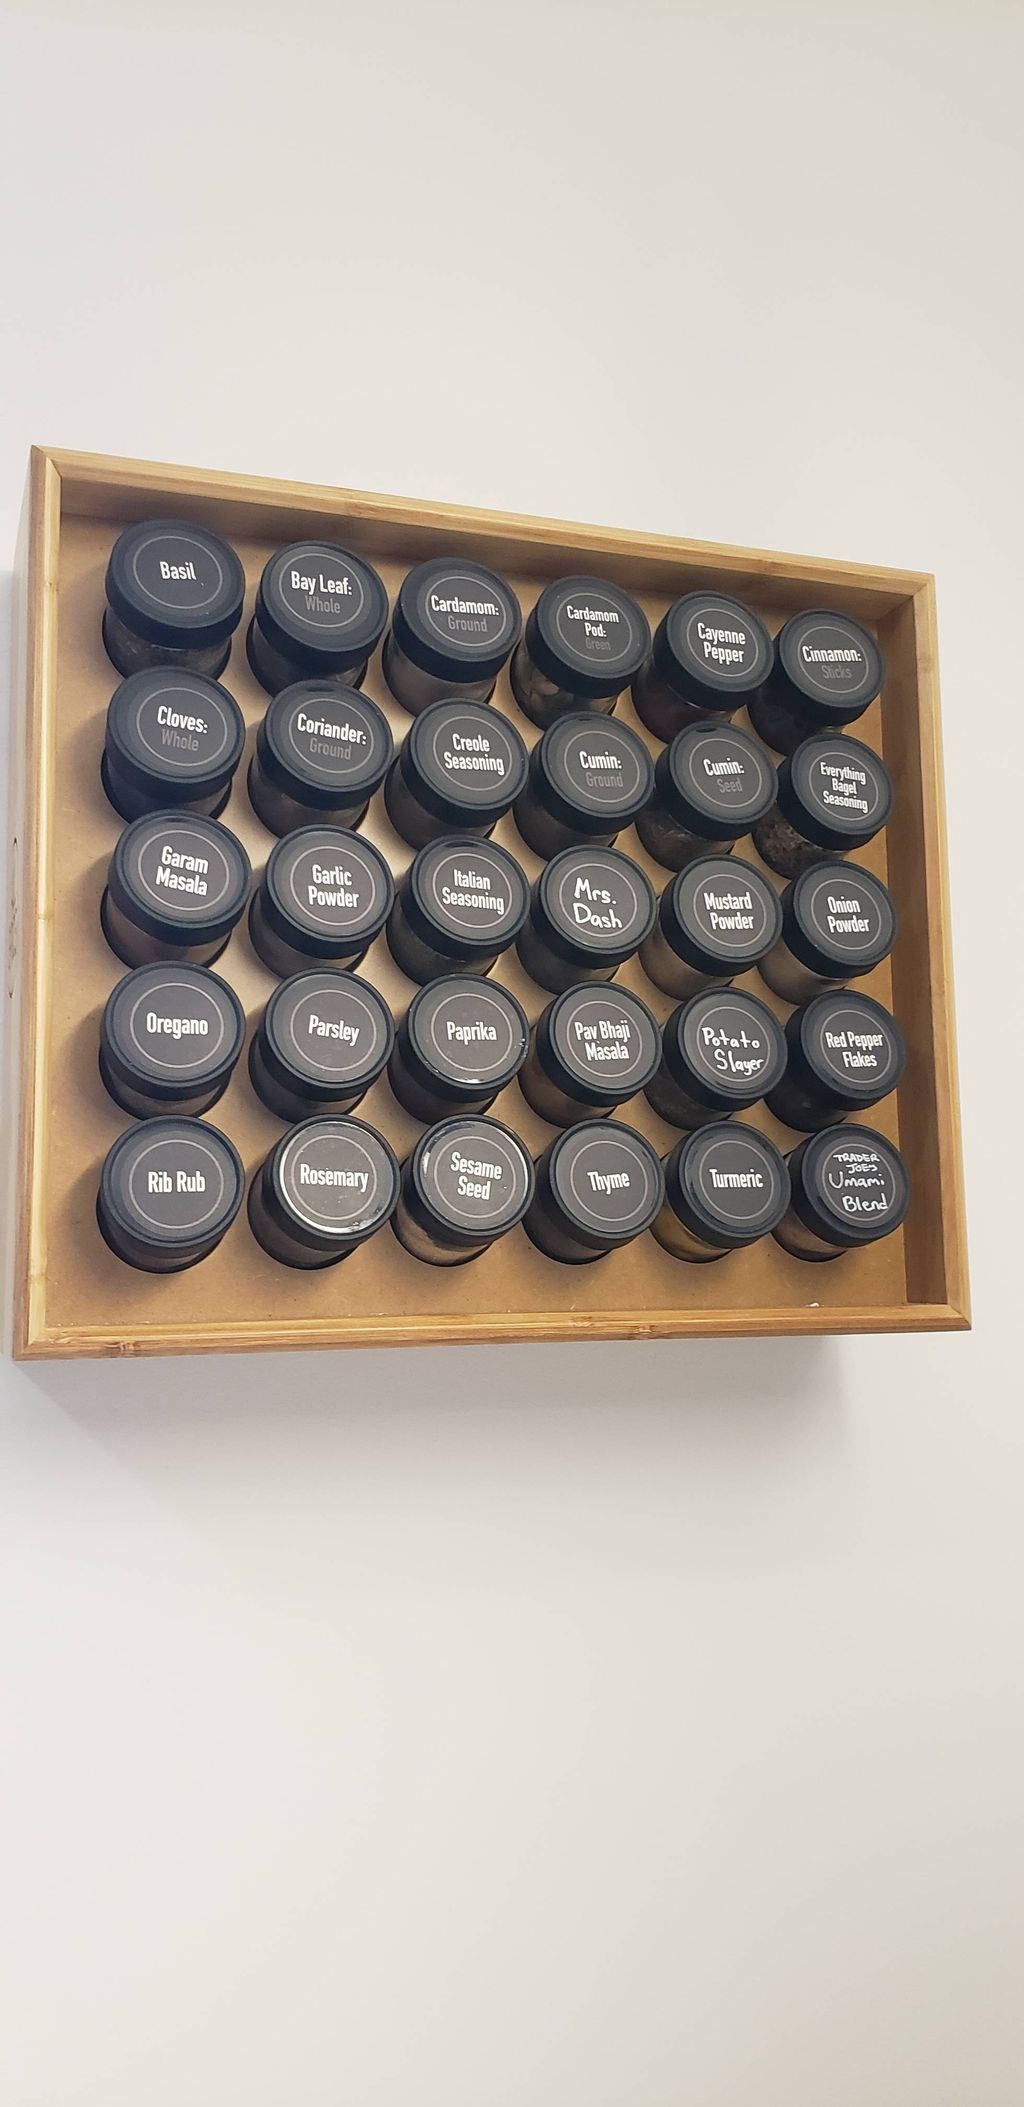 Basil
Bay Leaf:
Whole
Cardamom:
Ground
Cardamom
Pod:
Green
Cayenne
Pepper
Cinnamon:
Sticks
Cloves:
Whole
Coriander:
Ground
Creole
Seasoning
Cumin:
Ground
Cumin:
Seed
Everything
Bagel
Seasoning
Garam
Masala
Garlic
Powder
Italian
Seasoning
Mrs.
Dash
Mustard
Powder
Onion
Powder
Oregano
Parsley
Paprika
Pav Bhaji
Masala
Potato
Slayer
Red Pepper
Flakes
Rib Rub
Rosemary
Sesame
Seed
Thyme
Turmeric
TRADER
JOE'S
Umami
Blend